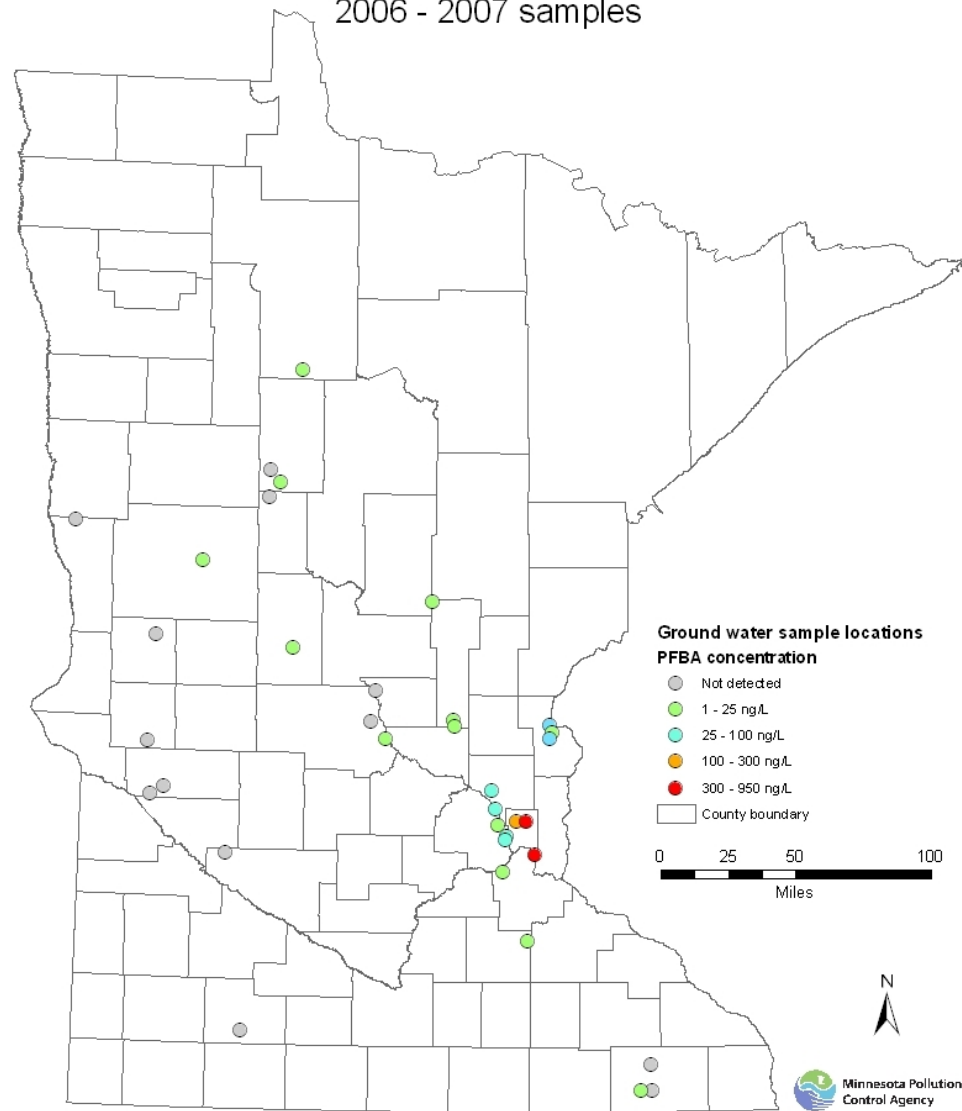 2006 - 2007 samples
Ground water sample locations
PFBA concentration
Not detected
1 - 25 ng/L
25 - 100 ng/L
100 - 300 ng/L
300 - 950 ng/L
County boundary
0 25 50 100
Miles
N
Minnesota Pollution
Control Agency